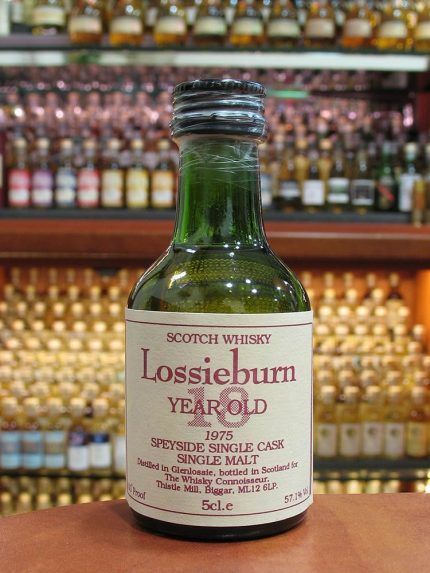 SCOTCH WHISKY
Lossieburn
18
YEAR OLD
1975
SPEYSIDE SINGLE CASK
SINGLE MALT
Distilled in Glenlossie, bottled in Scotland for
The Whisky Connoisseur,
Thistle Mill, Biggar, ML12 6LP.
Proof 57.1% Vol
5cl.e